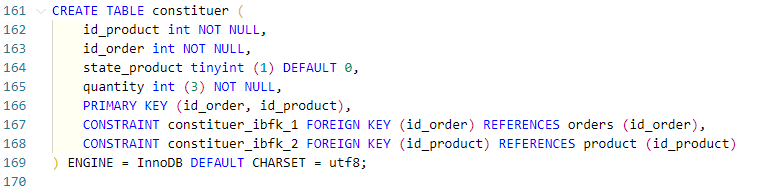 161 CREATE TABLE constituer (
162 id_product int NOT NULL,
163 id_order int NOT NULL,
164 state_product tinyint (1) DEFAULT 0,
165 quantity int (3) NOT NULL,
166 PRIMARY KEY (id_order, id_product),
167 CONSTRAINT constituer_ibfk_1 FOREIGN KEY (id_order) REFERENCES orders (id_order),
168 CONSTRAINT constituer_ibfk_2 FOREIGN KEY (id_product) REFERENCES product (id_product)
169 ) ENGINE = InnoDB DEFAULT CHARSET = utf8;
170